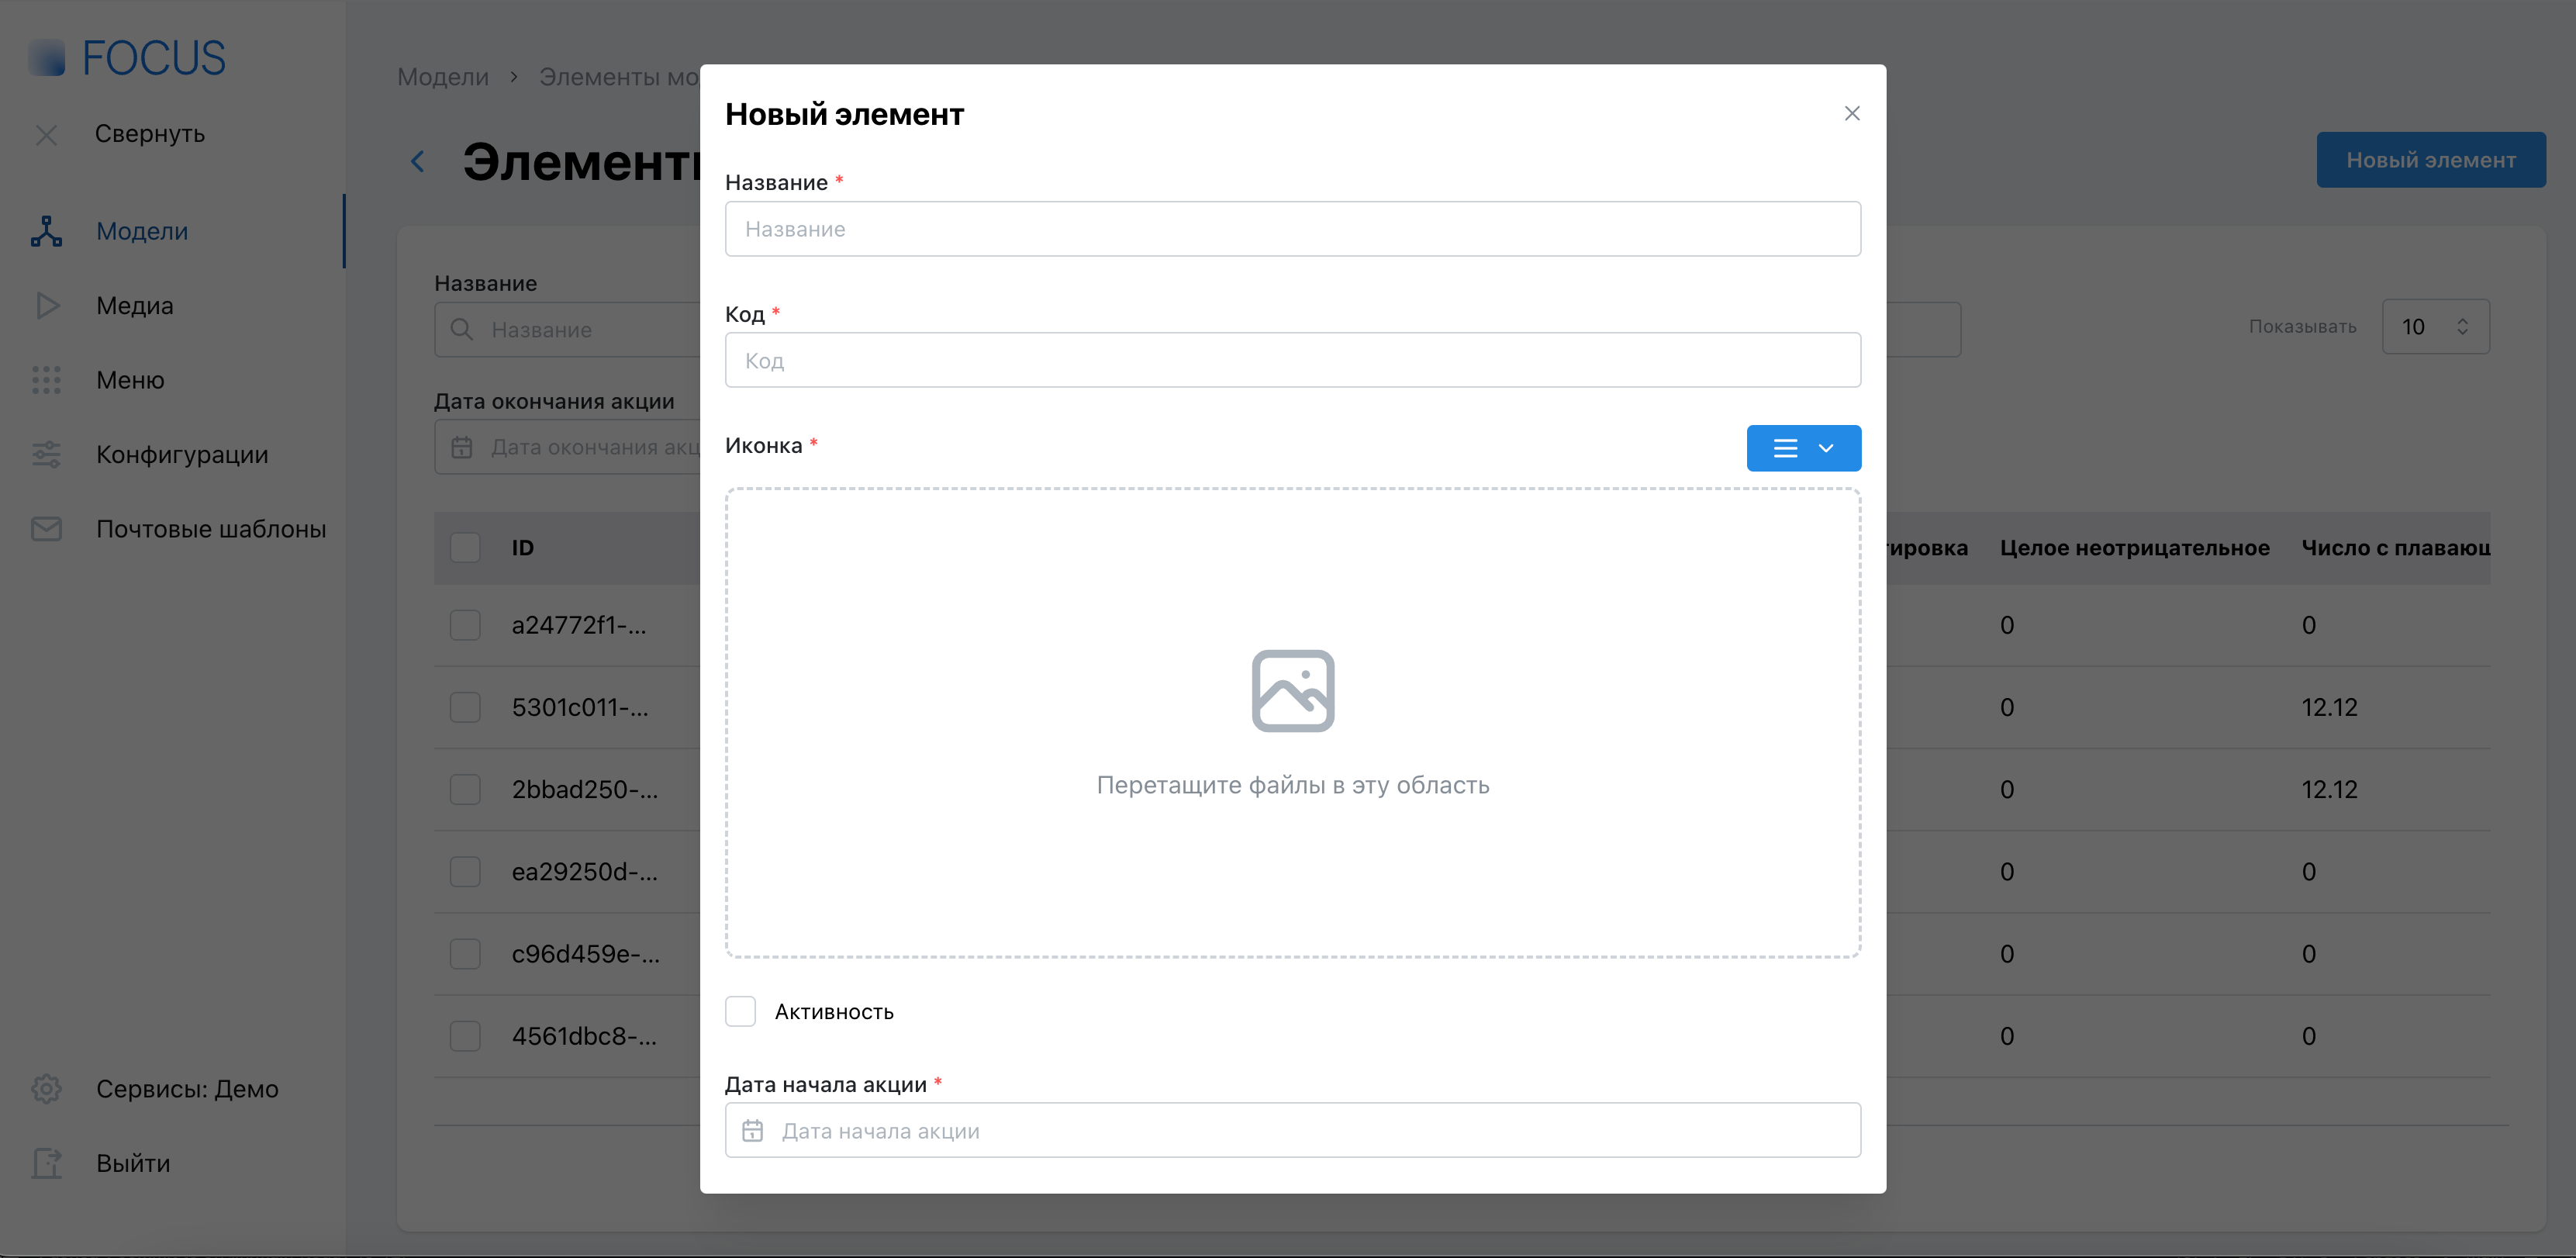 FOCUS
Свернуть
Модели
Медиа
Меню
Конфигурации
Почтовые шаблоны
Сервисы: Демо
Выйти
Модели > Элементы мо
Элемент
Новый элемент
Название
Название
Показывать 10
Дата окончания акции
Дата окончания акц
ID ировка Целое неотрицательное Число с плаваю
a24772f1-... 0 0
5301c011-... 0 12.12
2bbad250-... 0 12.12
ea29250d-... 0 0
c96d459e-... 0 0
4561dbc8-... 0 0
Новый элемент
Название *
Название
Код *
Код
Иконка *
Перетащите файлы в эту область
Активность
Дата начала акции *
Дата начала акции